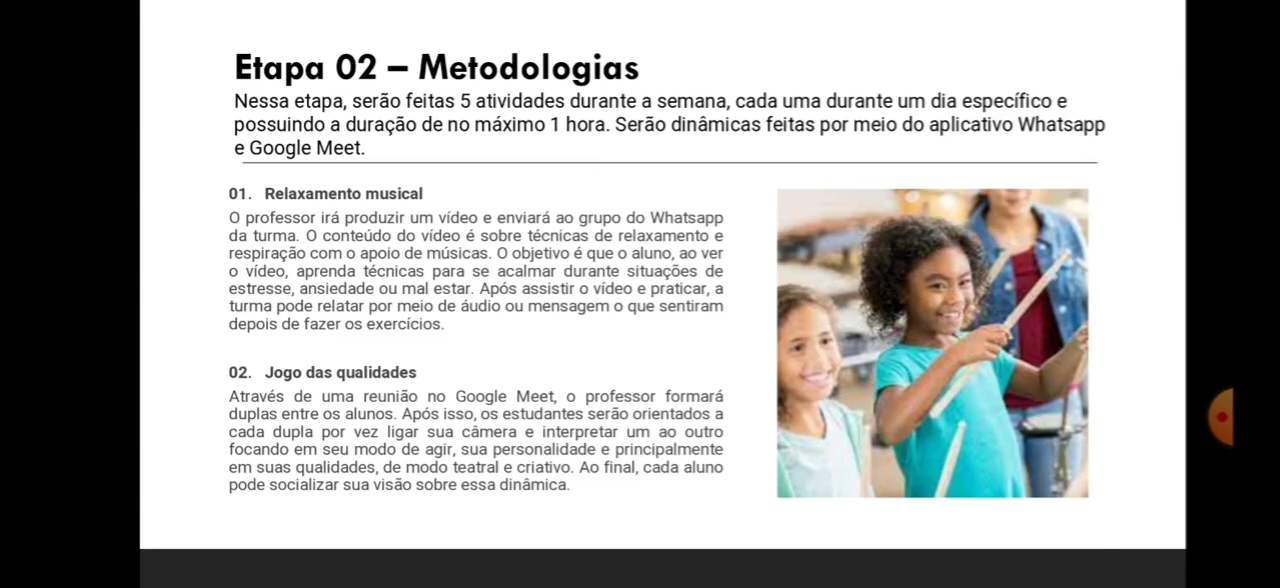 Etapa 02 – Metodologias
Nessa etapa, serão feitas 5 atividades durante a semana, cada uma durante um dia específico e
possuindo a duração de no máximo 1 hora. Serão dinâmicas feitas por meio do aplicativo Whatsapp
e Google Meet.
01. Relaxamento musical
O professor irá produzir um vídeo e enviará ao grupo do Whatsapp
da turma. O conteúdo do vídeo é sobre técnicas de relaxamento e
respiração com o apoio de músicas. O objetivo é que o aluno, ao ver
o vídeo, aprenda técnicas para se acalmar durante situações de
estresse, ansiedade ou mal estar. Após assistir o vídeo e praticar, a
turma pode relatar por meio de áudio ou mensagem o que sentiram
depois de fazer os exercícios.
02. Jogo das qualidades
Através de uma reunião no Google Meet, o professor formará
duplas entre os alunos. Após isso, os estudantes serão orientados a
cada dupla por vez ligar sua câmera e interpretar um ao outro
focando em seu modo de agir, sua personalidade e principalmente
em suas qualidades, de modo teatral e criativo. Ao final, cada aluno
pode socializar sua visão sobre essa dinâmica.